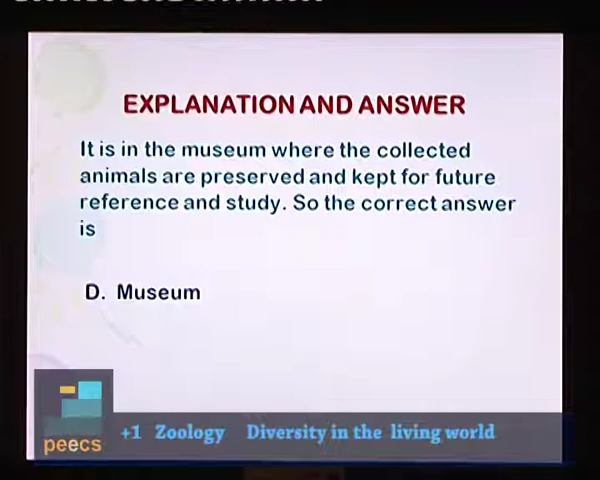 EXPLANATION AND ANSWER
It is in the museum where the collected
animals are preserved and kept for future
reference and study. So the correct answer
is
D. Museum
peecs
+1 Zoology Diversity in the living world